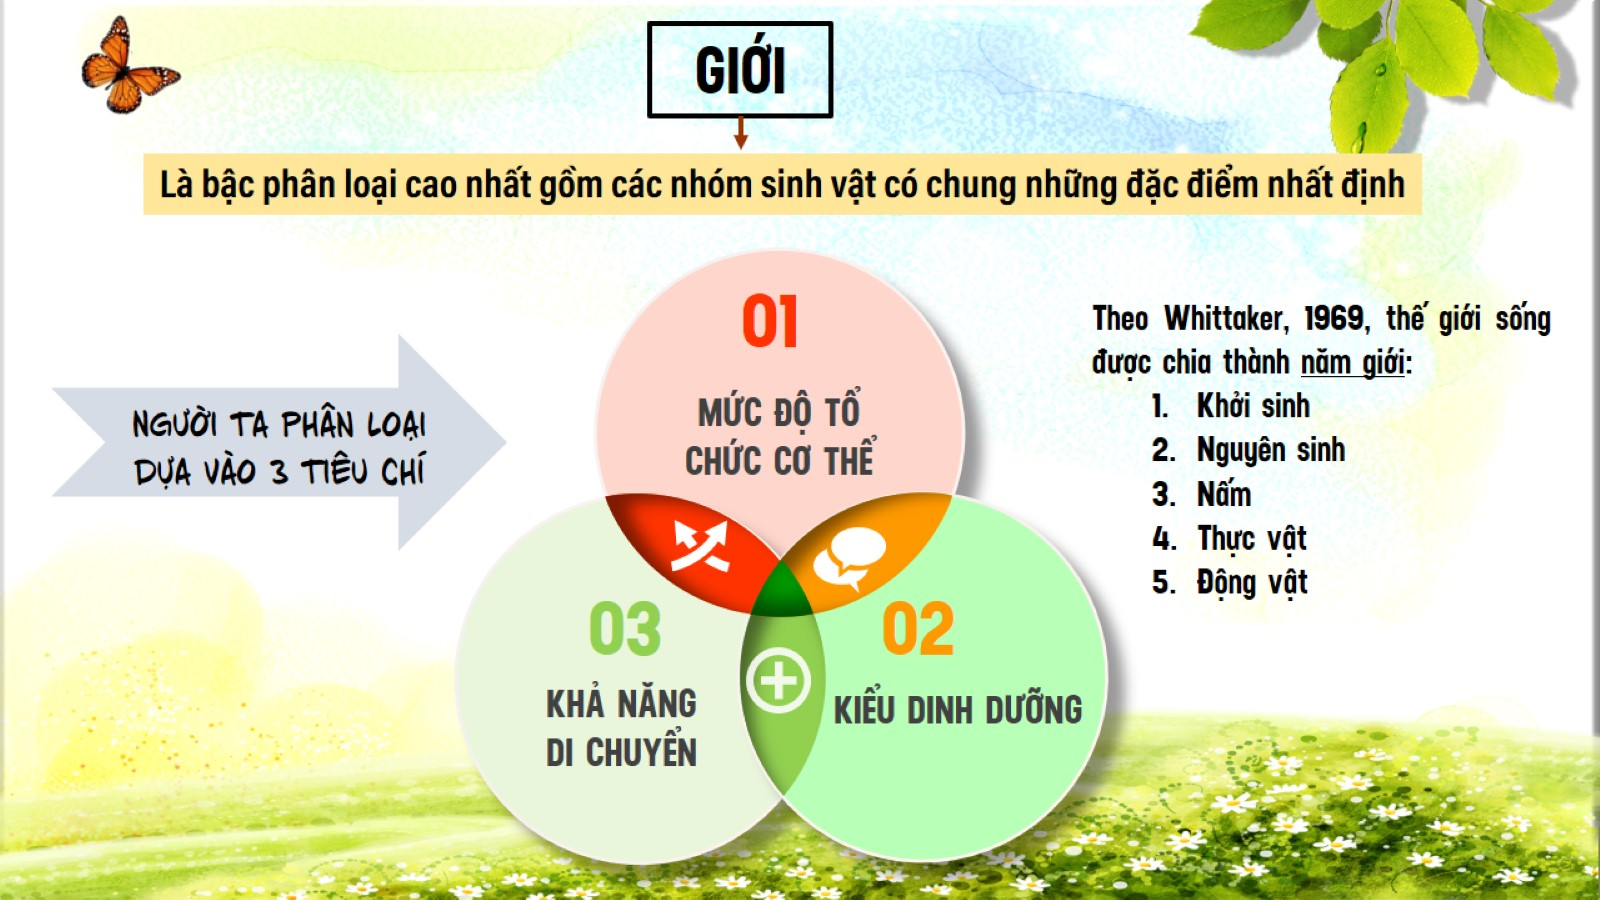 GIỚI
Là bậc phân loại cao nhất gồm các nhóm sinh vật có chung những đặc điểm nhất định
NGƯỜI TA PHÂN LOẠI
DỰA VÀO 3 TIÊU CHÍ
01
MỨC ĐỘ TỔ
CHỨC CƠ THỂ
03
KHẢ NĂNG
DI CHUYỂN
02
KIỂU DINH DƯỠNG
Theo Whittaker, 1969, thế giới sống
được chia thành năm giới:
1. Khởi sinh
2. Nguyên sinh
3. Nấm
4. Thực vật
5. Động vật